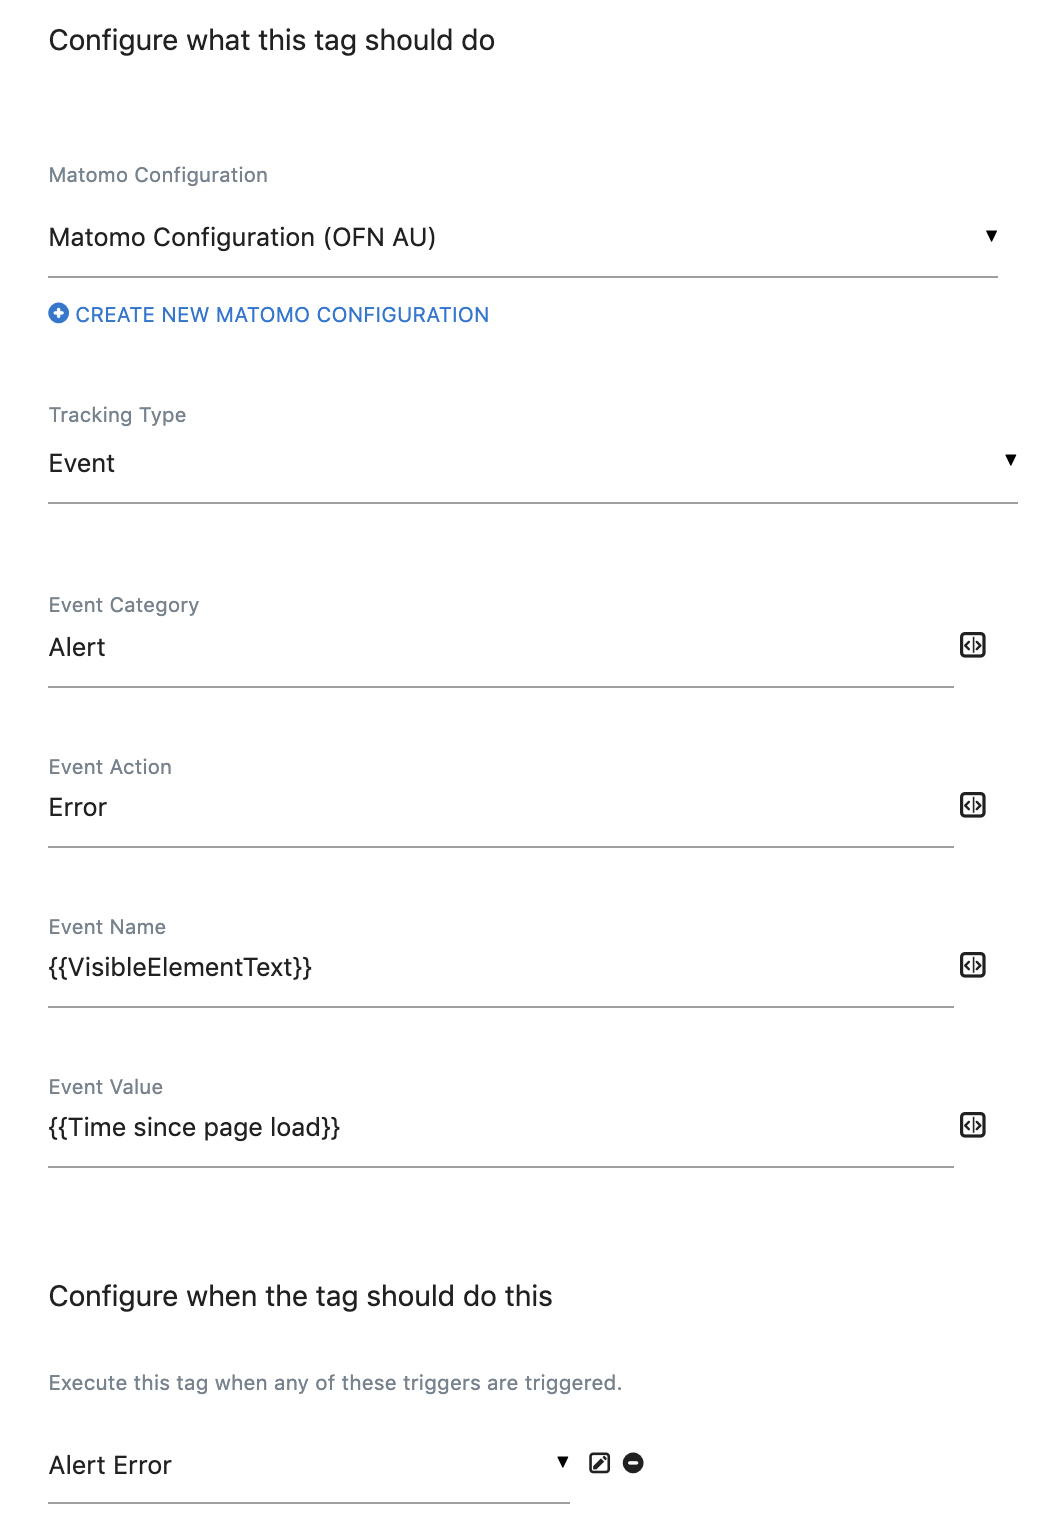 Configure what this tag should do
Matomo Configuration
Matomo Configuration (OFN AU)
CREATE NEW MATOMO CONFIGURATION
Tracking Type
Event
Event Category
Alert
Event Action
Error
Event Name
{{VisibleElementText}}
Event Value
{{Time since page load}}
Configure when the tag should do this
Execute this tag when any of these triggers are triggered.
Alert Error